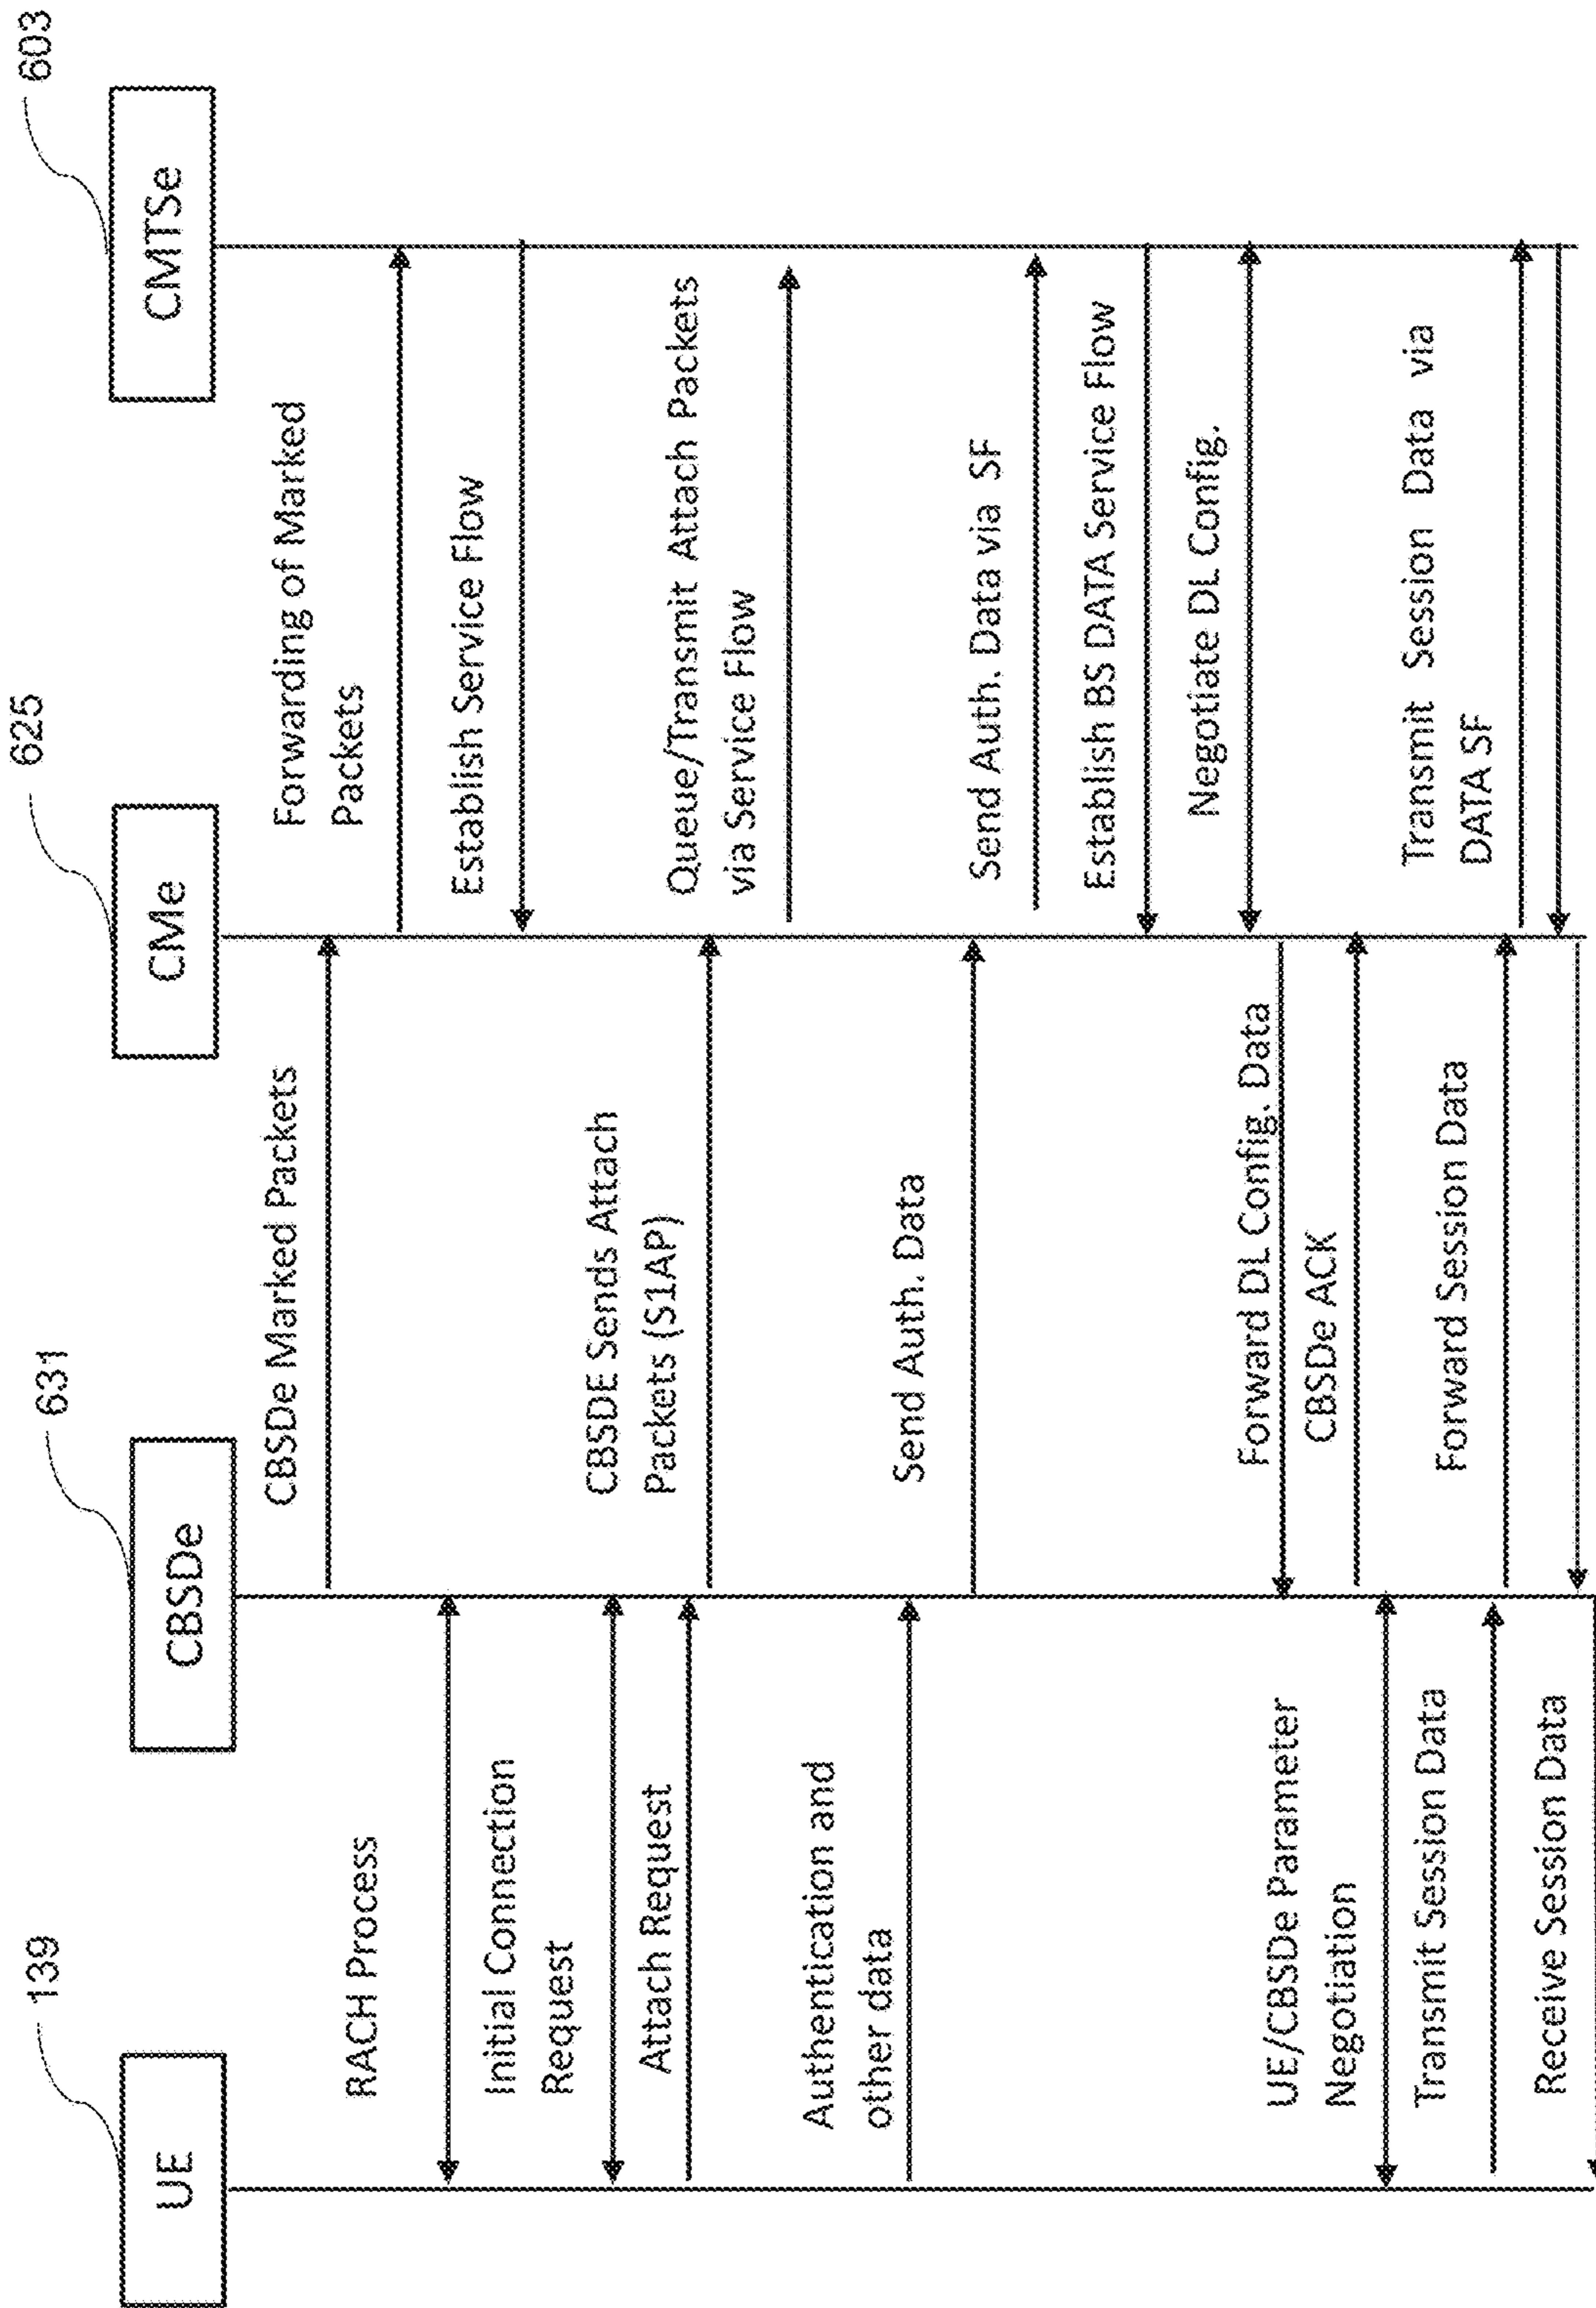 139
631
625
603
UE
CBSDe
CMe
CMTSe
CBSDe Marked Packets
Forwarding of Marked
Packets
RACH Process
Establish Service Flow
Initial Connection
Request
Attach Request
CBSDE Sends Attach
Packets (S1AP)
Queue/Transmit Attach Packets
via Service Flow
Authentication and
other data
Send Auth. Data
Send Auth. Data via SF
Establish BS DATA Service Flow
Negotiate DL Config.
Forward DL Config. Data
CBSDe ACK
UE/CBSDe Parameter
Negotiation
Transmit Session Data
Forward Session Data
Transmit Session Data via
DATA SF
Receive Session Data